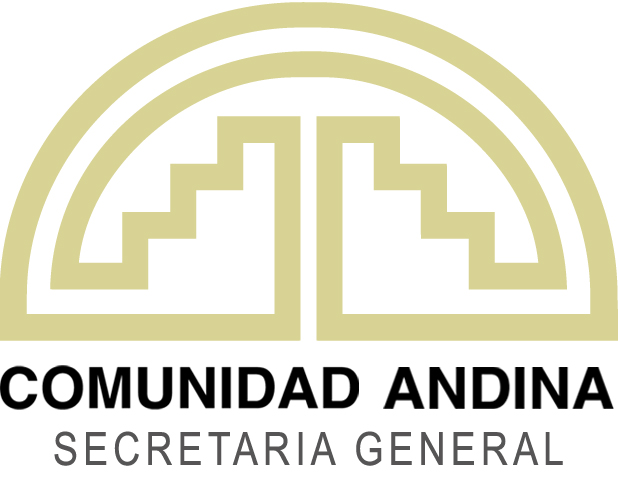 COMUNIDAD ANDINA
SECRETARIA GENERAL